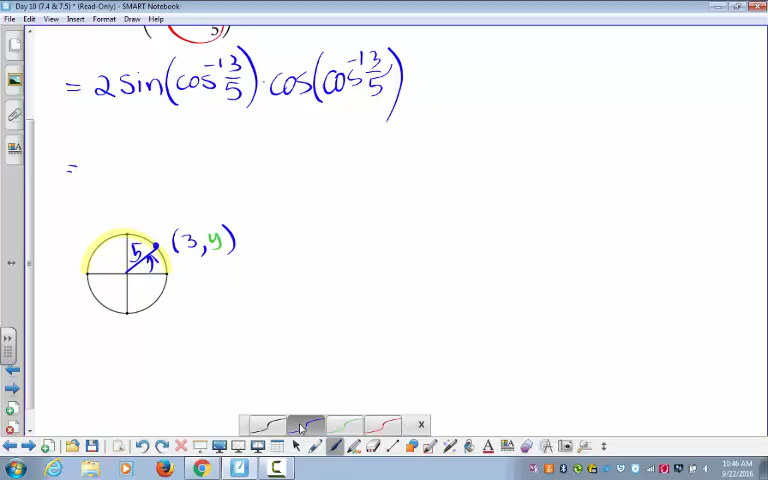 Day 10 (7.4 & 7.5) * [Read-Only] - SMART Notebook
File Edit View Insert Format Draw Help
5)
= 2 sin(cos⁻¹ 3/5) · cos(cos⁻¹ 3/5)
=
5 (3, y)
10:46 AM
9/22/2016